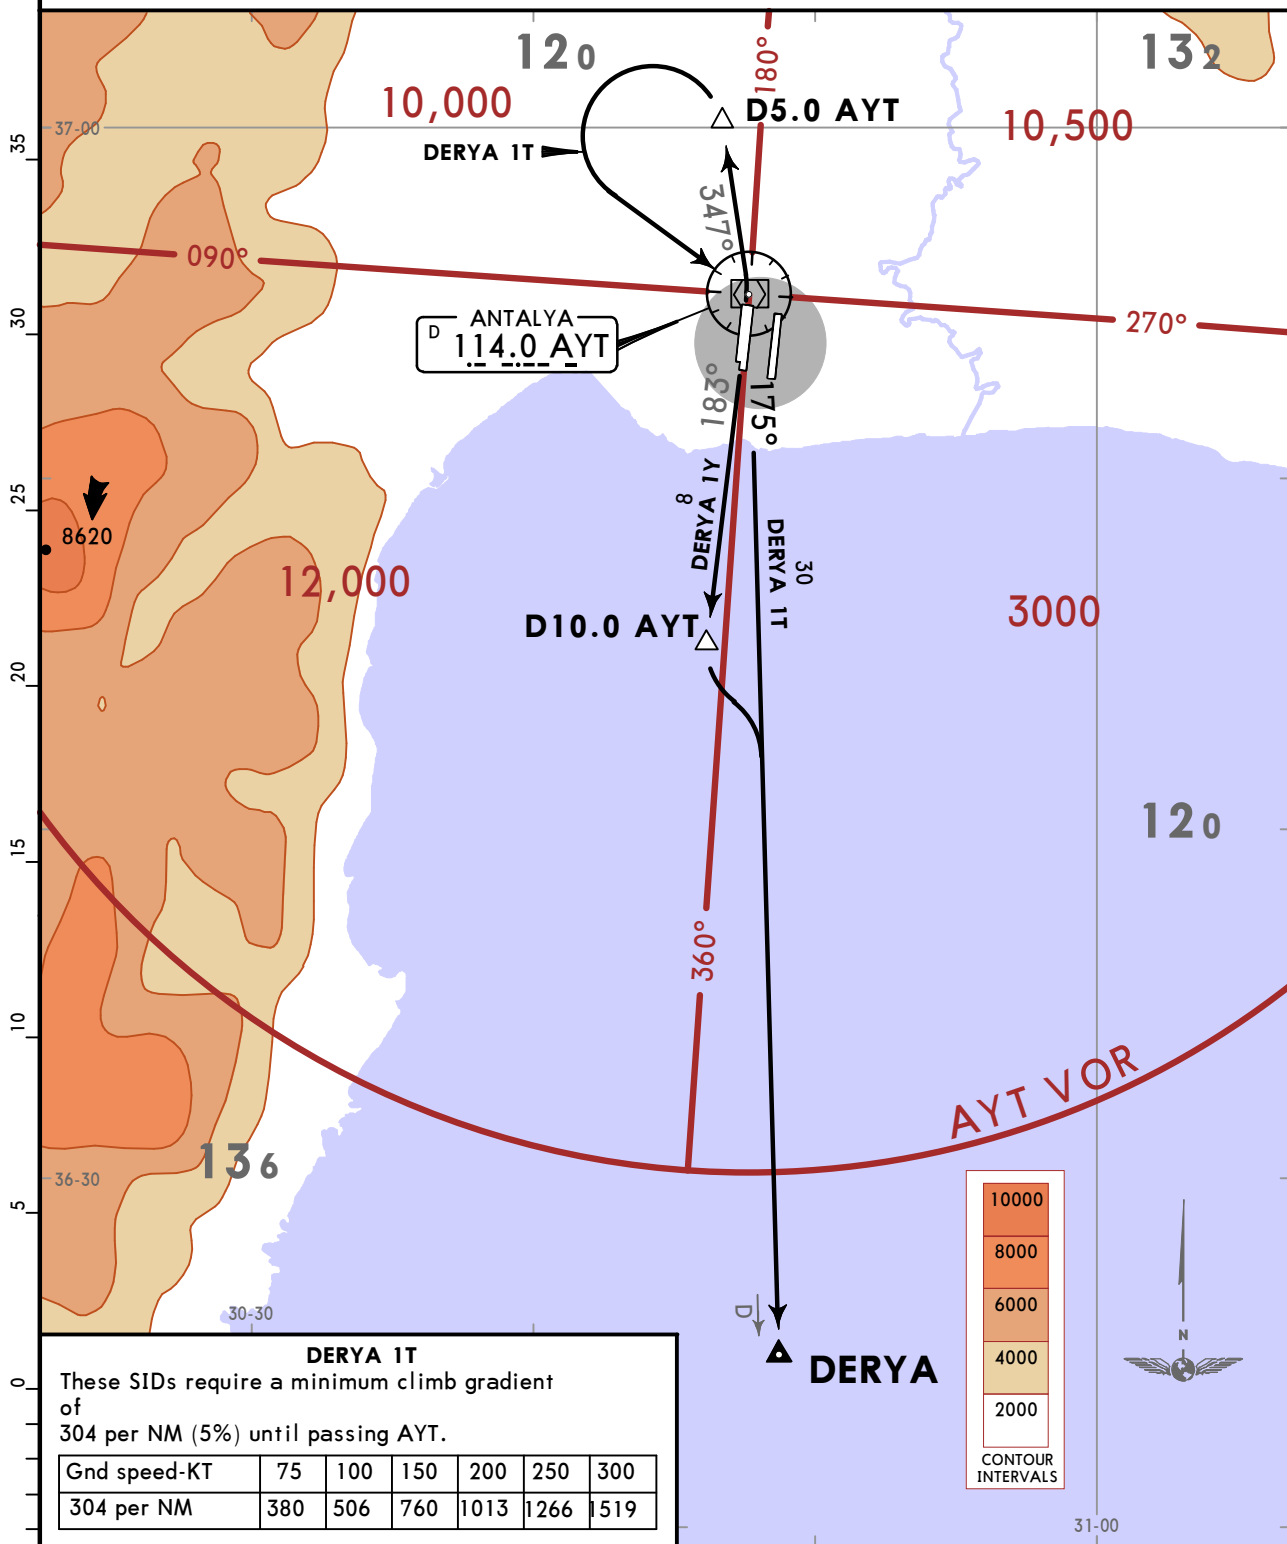 120
180°
132
10,000
D5.0 AYT
10,500
37-00
35
DERYA 1T
347°
090°
ANTALYA
D 114.0 AYT
270°
30
183°
175°
25
8620
DERYA 1Y
8
DERYA 1T
30
12,000
3000
D10.0 AYT
20
15
120
360°
10
AYT VOR
136
36-30
5
10000
8000
6000
4000
2000
CONTOUR
INTERVALS
N
30-30
D
DERYA
0
DERYA 1T
These SIDs require a minimum climb gradient
of
304 per NM (5%) until passing AYT.
Gnd speed-KT 75 100 150 200 250 300
304 per NM 380 506 760 1013 1266 1519
31-00